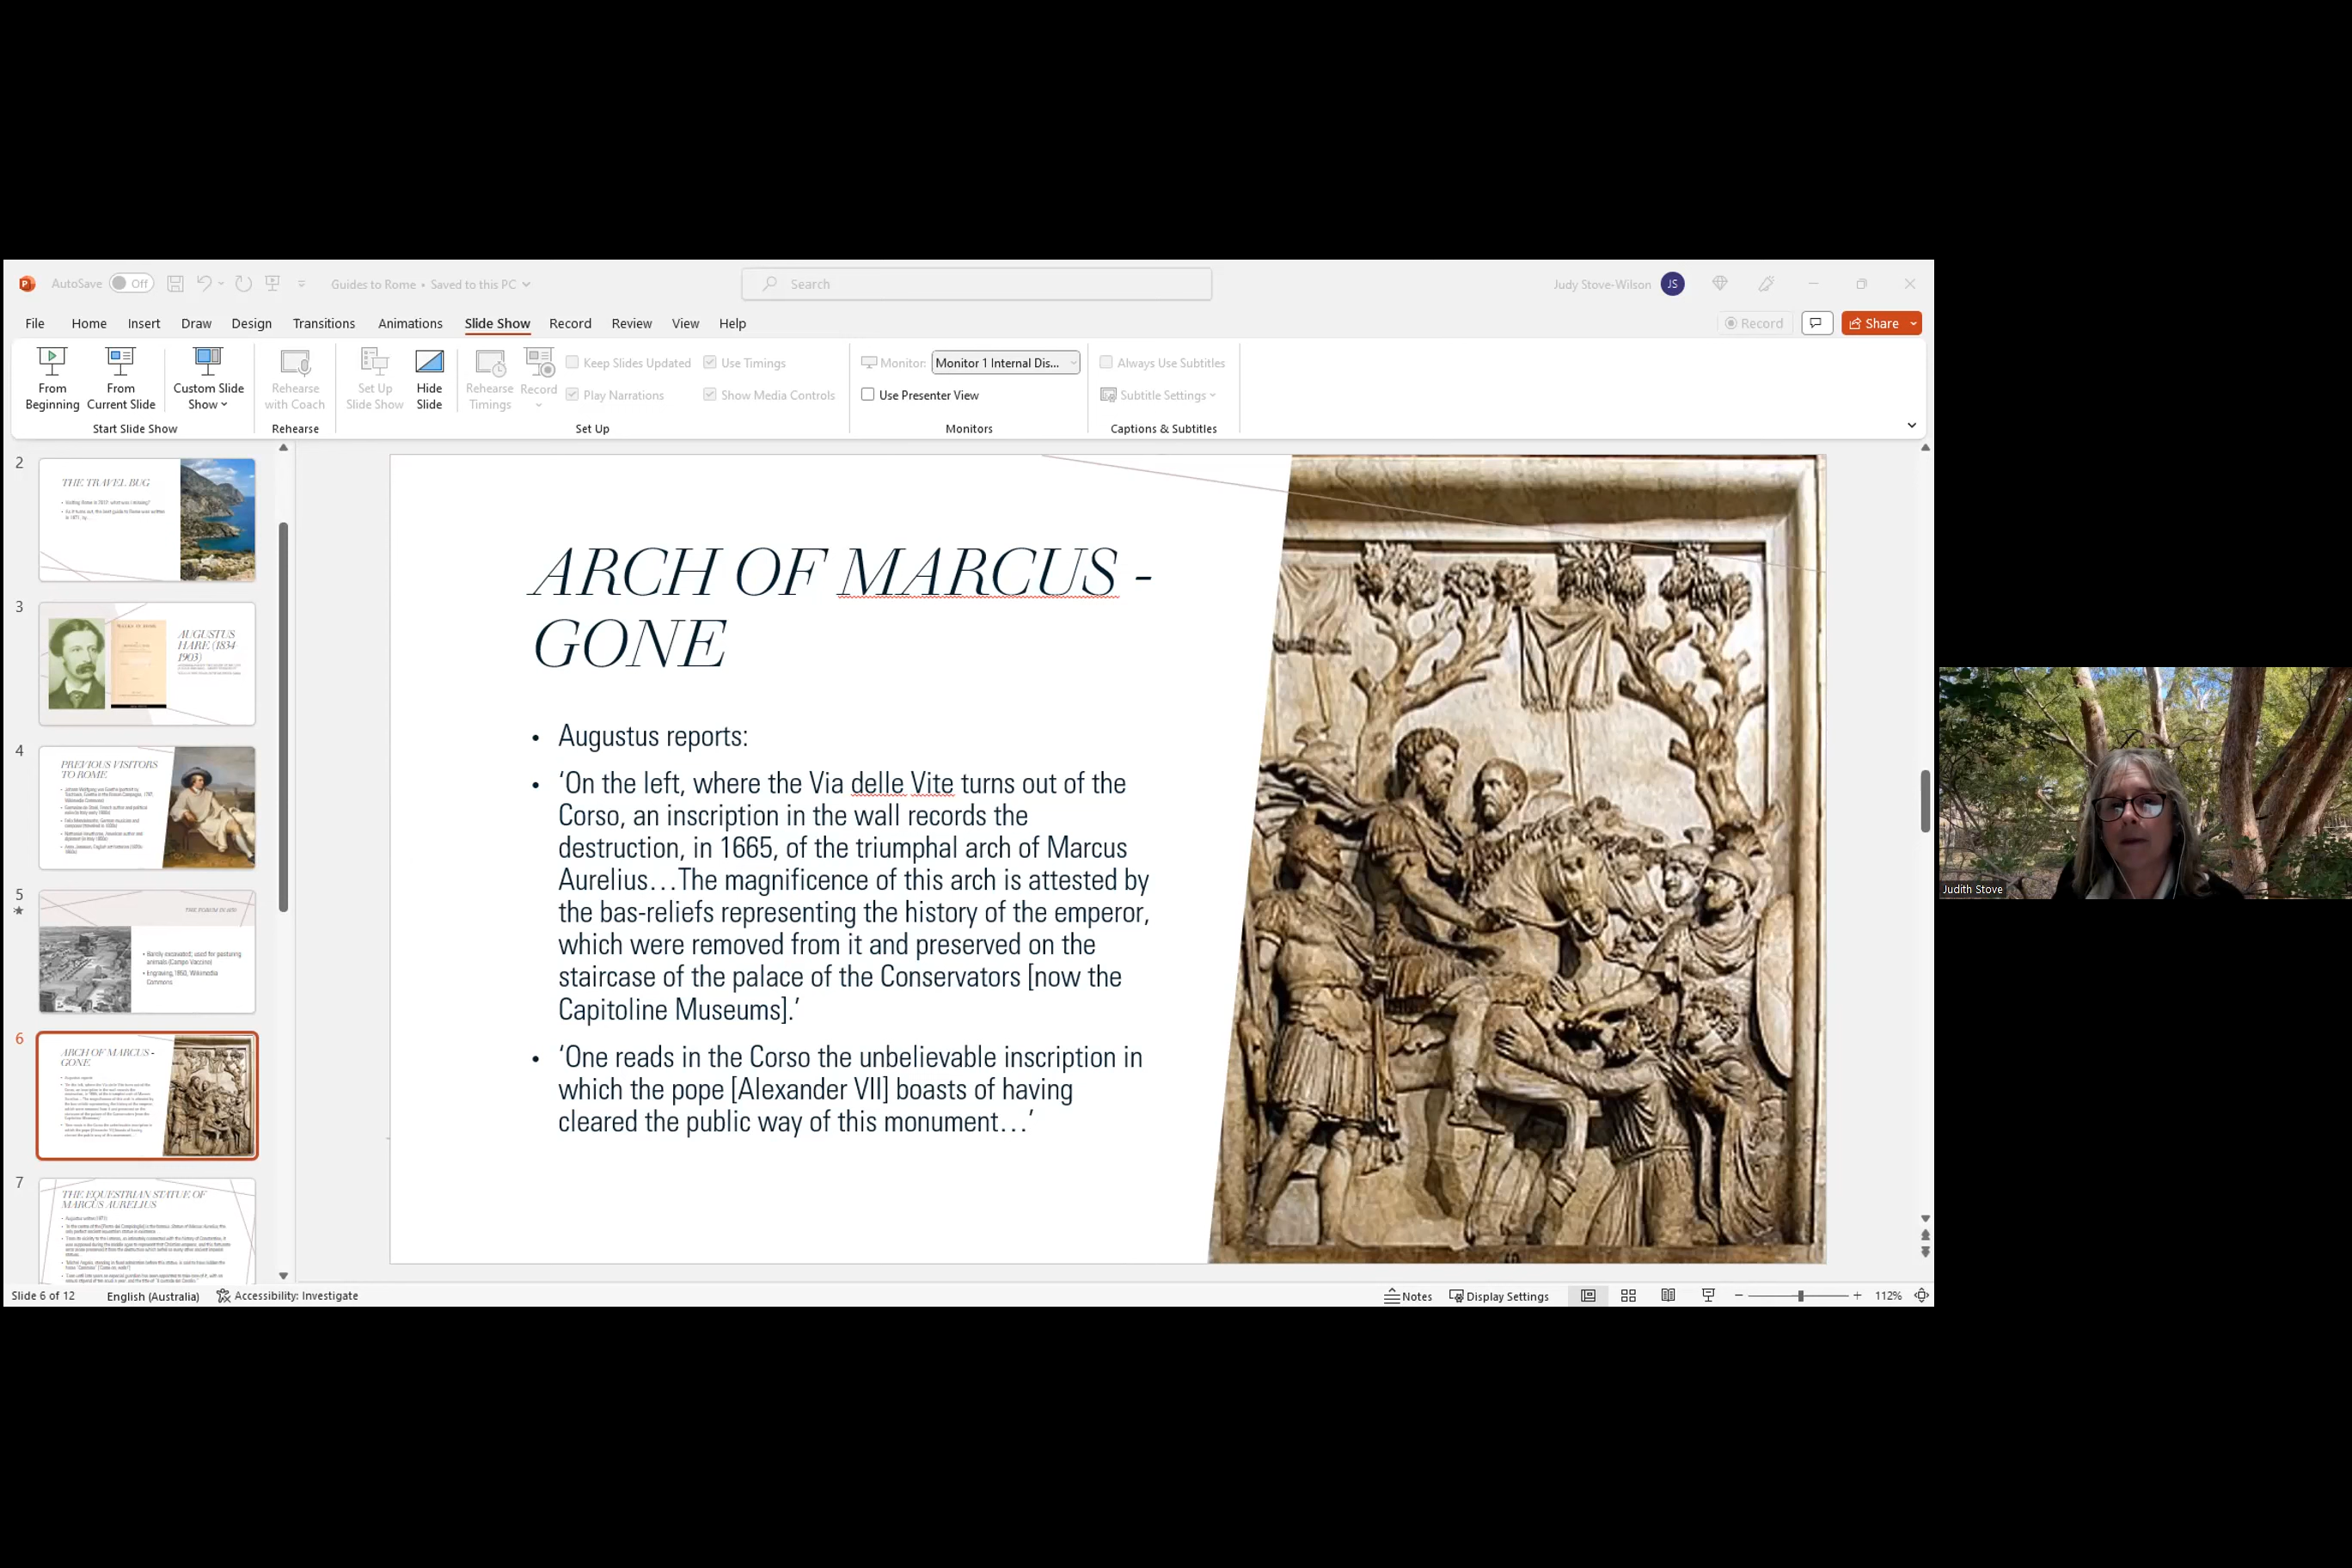 AutoSave Off Guides to Rome • Saved to this PC Search Judy Stove-Wilson JS
File Home Insert Draw Design Transitions Animations Slide Show Record Review View Help Record Share
From Beginning
From Current Slide
Custom Slide Show
Start Slide Show
Rehearse with Coach
Rehearse
Set Up Slide Show
Hide Slide
Rehearse Timings
Record
Keep Slides Updated
Play Narrations
Use Timings
Show Media Controls
Set Up
Monitor: Monitor 1 Internal Dis...
Use Presenter View
Monitors
Always Use Subtitles
Subtitle Settings
Captions & Subtitles
2
THE TRAVEL BUG
3
WALKS IN ROME
AUGUSTUS
HARE (1834
1903)
4
PREVIOUS VISITORS
TO ROME
5
THE FORUM IN 1870
• Barely excavated; used for pasturing
animals (Campo Vaccino)
• Engraving, 1850, Wikimedia
Commons
6
ARCH OF MARCUS -
GONE
7
THE EQUESTRIAN STATUE OF
MARCUS AURELIUS
ARCH OF MARCUS -
GONE
• Augustus reports:
• ‘On the left, where the Via delle Vite turns out of the
Corso, an inscription in the wall records the
destruction, in 1665, of the triumphal arch of Marcus
Aurelius…The magnificence of this arch is attested by
the bas-reliefs representing the history of the emperor,
which were removed from it and preserved on the
staircase of the palace of the Conservators [now the
Capitoline Museums].’
• ‘One reads in the Corso the unbelievable inscription in
which the pope [Alexander VII] boasts of having
cleared the public way of this monument…’
Judith Stove
Slide 6 of 12 English (Australia) Accessibility: Investigate Notes Display Settings 112%